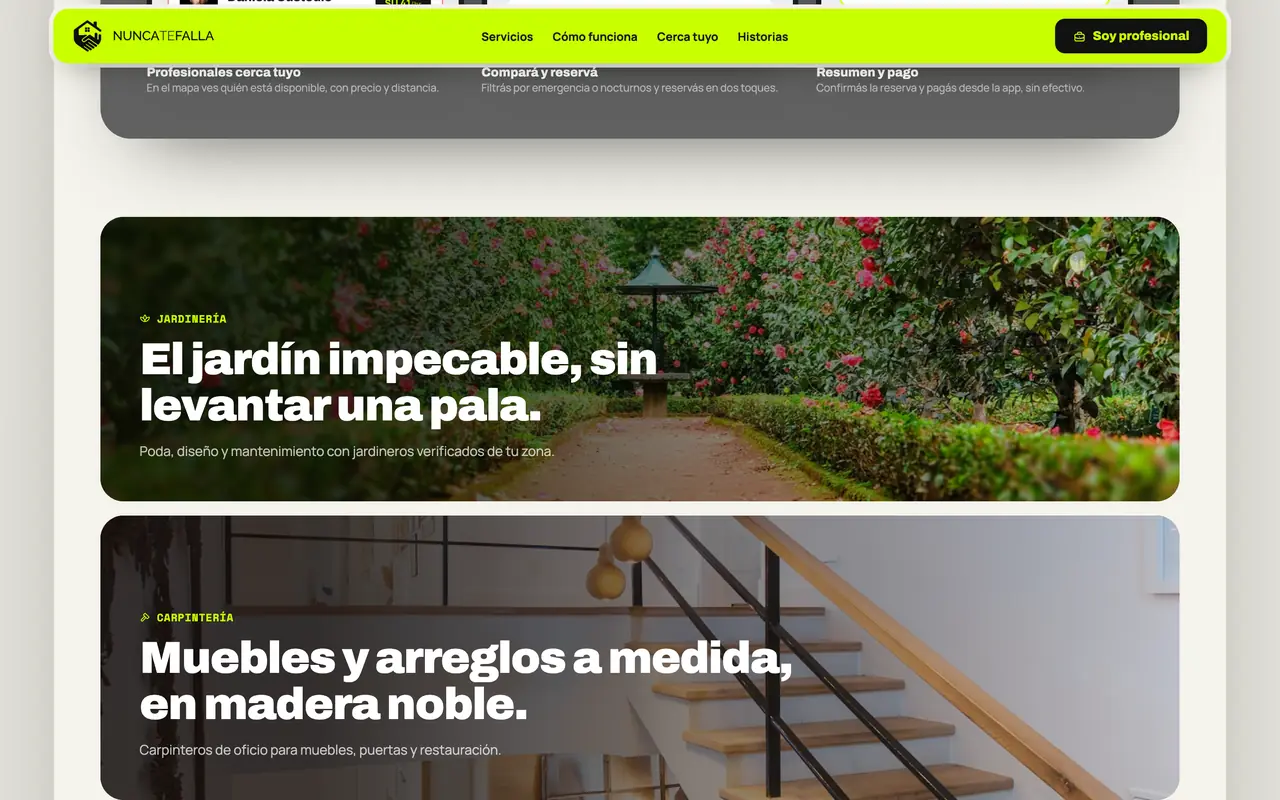 NUNCATEFALLA
Servicios
Cómo funciona
Cerca tuyo
Historias
Soy profesional
Profesionales cerca tuyo
En el mapa ves quién está disponible, con precio y distancia.
Compará y reservá
Filtrás por emergencia o nocturnos y reservás en dos toques.
Resumen y pago
Confirmás la reserva y pagás desde la app, sin efectivo.
JARDINERÍA
El jardín impecable, sin
levantar una pala.
Poda, diseño y mantenimiento con jardineros verificados de tu zona.
CARPINTERÍA
Muebles y arreglos a medida,
en madera noble.
Carpinteros de oficio para muebles, puertas y restauración.